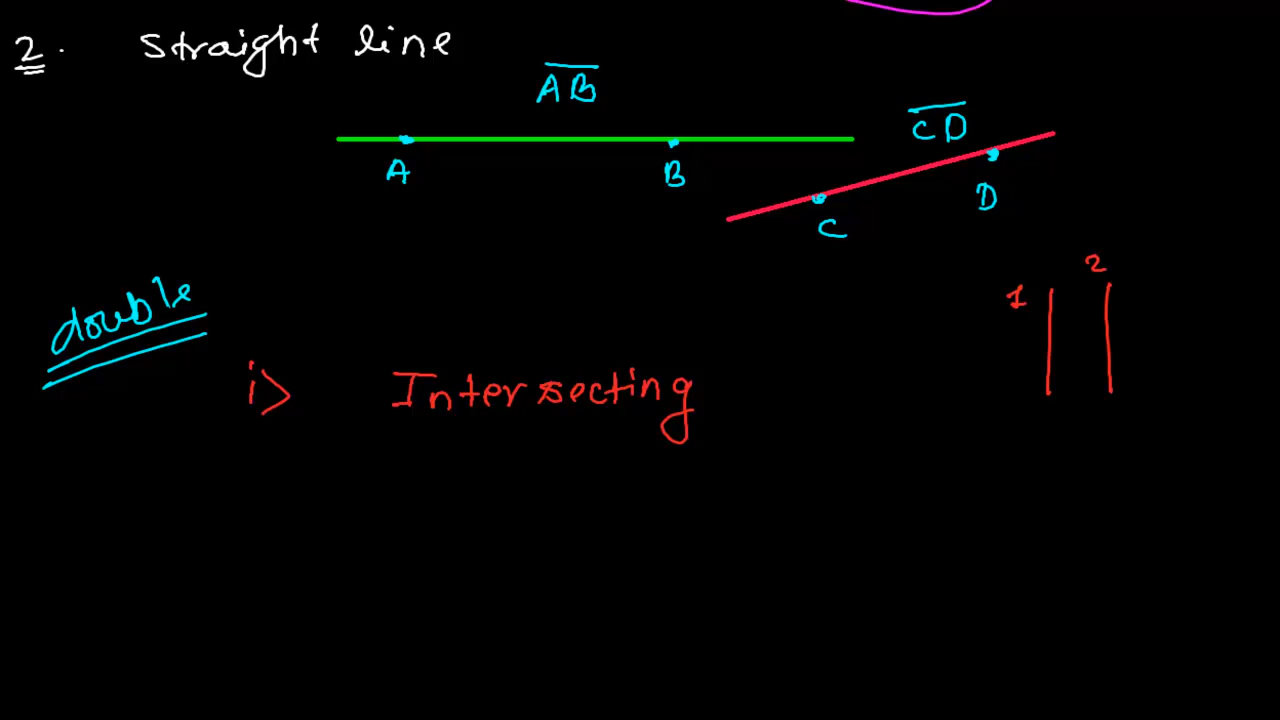 2. Straight line
AB
CD
A B
C D
double
1 2
i> Intersecting